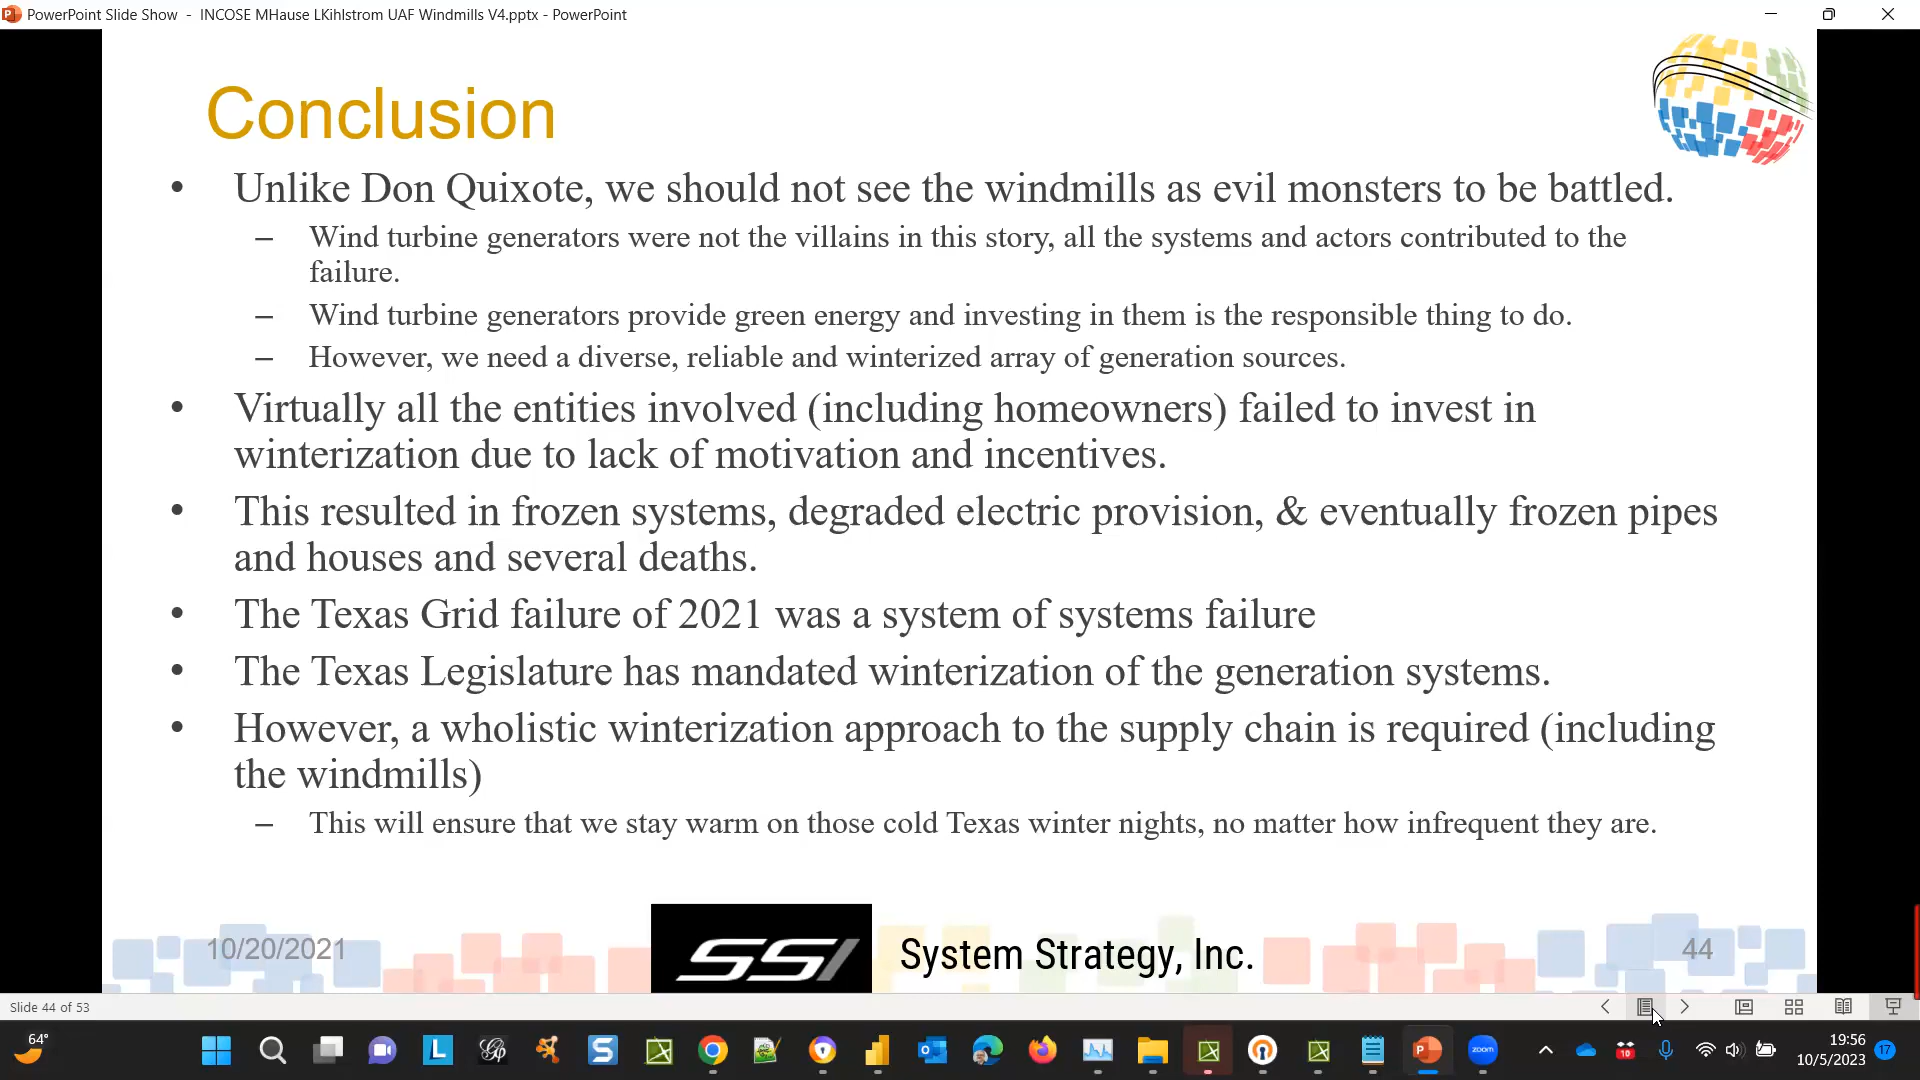 PowerPoint Slide Show - INCOSE MHause LKihlstrom UAF Windmills V4.pptx - PowerPoint
Conclusion
• Unlike Don Quixote, we should not see the windmills as evil monsters to be battled.
– Wind turbine generators were not the villains in this story, all the systems and actors contributed to the
failure.
– Wind turbine generators provide green energy and investing in them is the responsible thing to do.
– However, we need a diverse, reliable and winterized array of generation sources.
• Virtually all the entities involved (including homeowners) failed to invest in
winterization due to lack of motivation and incentives.
• This resulted in frozen systems, degraded electric provision, & eventually frozen pipes
and houses and several deaths.
• The Texas Grid failure of 2021 was a system of systems failure
• The Texas Legislature has mandated winterization of the generation systems.
• However, a wholistic winterization approach to the supply chain is required (including
the windmills)
– This will ensure that we stay warm on those cold Texas winter nights, no matter how infrequent they are.
10/20/2021
SSI
System Strategy, Inc.
44
Slide 44 of 53
64°
L
S
zoom
10
19:56
10/5/2023
17